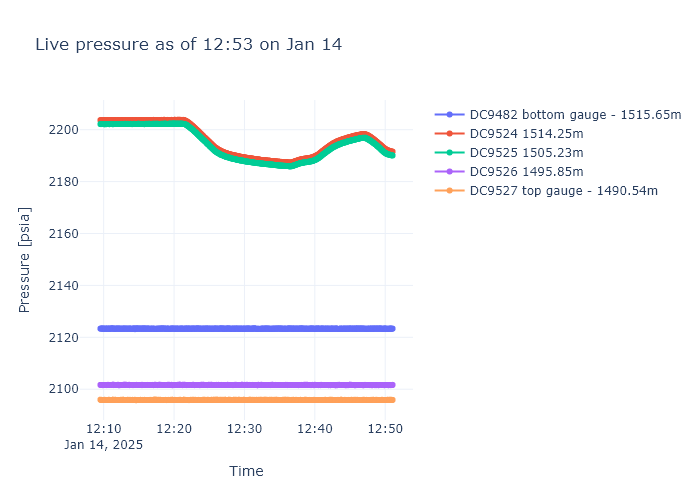 Live pressure as of 12:53 on Jan 14
DC9482 bottom gauge - 1515.65m
DC9524 1514.25m
DC9525 1505.23m
DC9526 1495.85m
DC9527 top gauge - 1490.54m
Pressure [psia]
2200
2180
2160
2140
2120
2100
12:10
12:20
12:30
12:40
12:50
Jan 14, 2025
Time